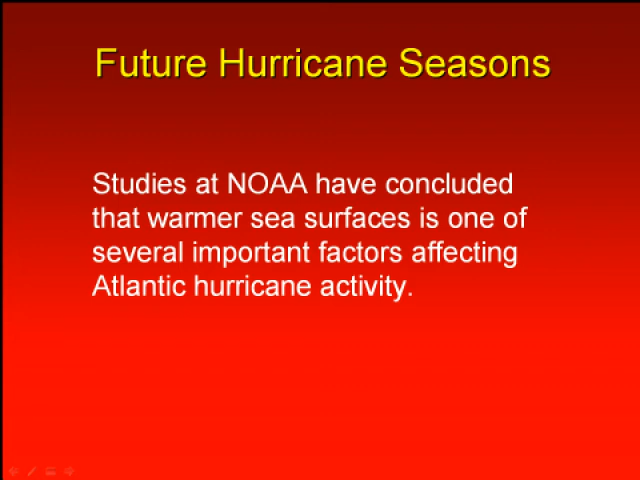 Future Hurricane Seasons
Studies at NOAA have concluded
that warmer sea surfaces is one of
several important factors affecting
Atlantic hurricane activity.